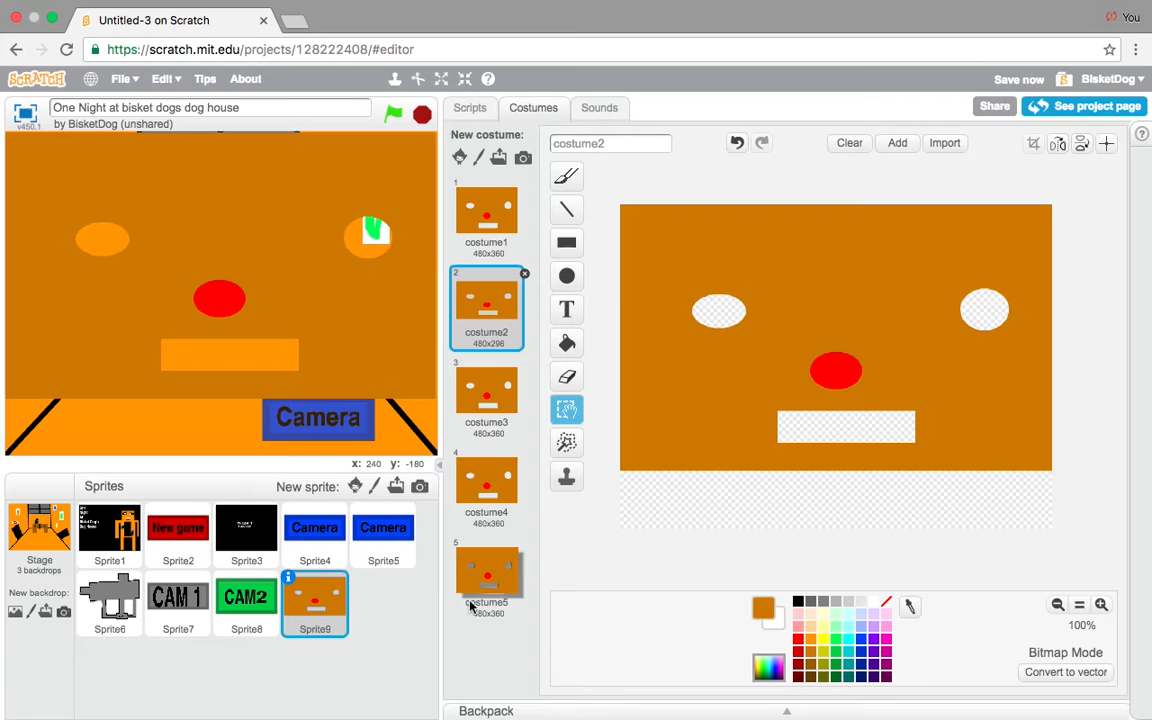 Untitled-3 on Scratch
You
https://scratch.mit.edu/projects/128222408/#editor
SCRATCH File Edit Tips About Save now BisketDog
One Night at bisket dogs dog house
by BisketDog (unshared)
v450.1
Scripts Costumes Sounds
Share See project page
New costume:
costume2
Clear Add Import
1
costume1
480x360
2
costume2
480x296
3
costume3
480x360
4
costume4
480x360
5
costume5
480x360
Camera
x: 240 y: -180
Sprites New sprite:
Stage
3 backdrops
New backdrop:
Sprite1
New game
Sprite2
Sprite3
Camera
Sprite4
Camera
Sprite5
Sprite6
CAM 1
Sprite7
CAM2
Sprite8
Sprite9
T
100%
Bitmap Mode
Convert to vector
Backpack